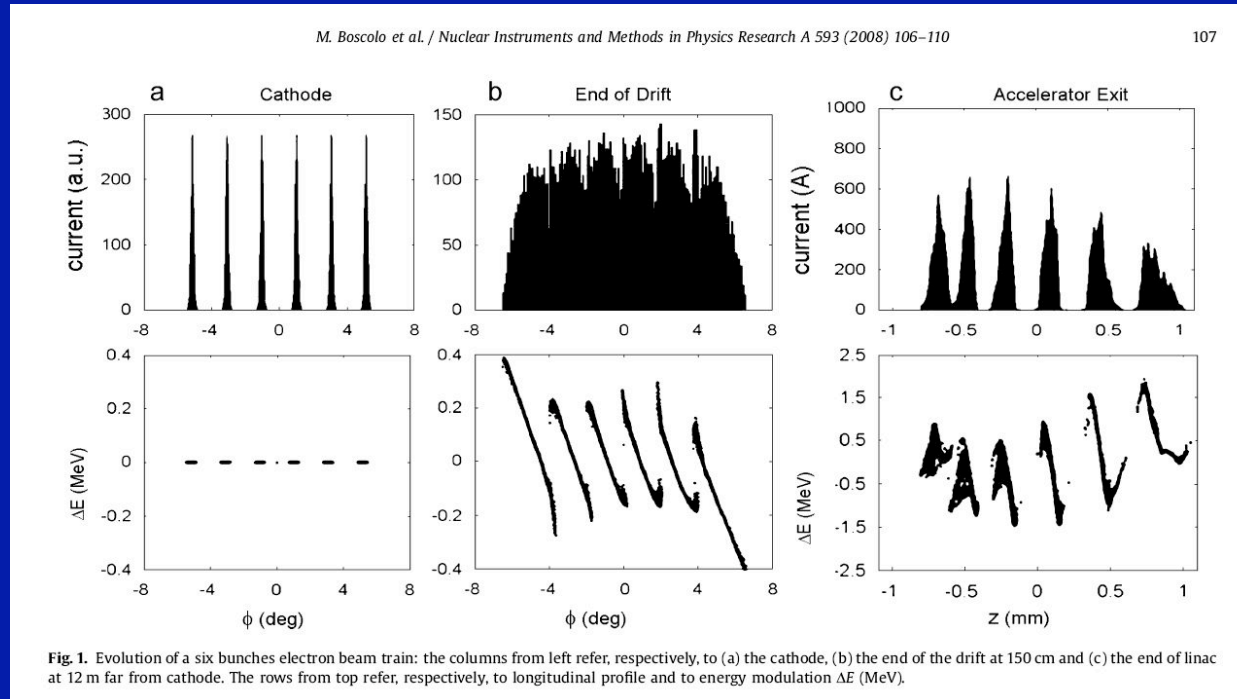 M. Boscolo et al. / Nuclear Instruments and Methods in Physics Research A 593 (2008) 106–110 107
a Cathode b End of Drift c Accelerator Exit
current (a.u.)
300
200
100
0
-8 -4 0 4 8
150
100
50
0
-8 -4 0 4 8
current (A)
1000
800
600
400
200
0
-1 -0.5 0 0.5 1
ΔE (MeV)
0.4
0.2
0
-0.2
-0.4
-8 -4 0 4 8
ϕ (deg)
0.4
0.2
0
-0.2
-0.4
-8 -4 0 4 8
ϕ (deg)
ΔE (MeV)
2.5
1.5
0.5
-0.5
-1.5
-2.5
-1 -0.5 0 0.5 1
Z (mm)
Fig. 1. Evolution of a six bunches electron beam train: the columns from left refer, respectively, to (a) the cathode, (b) the end of the drift at 150 cm and (c) the end of linac
at 12 m far from cathode. The rows from top refer, respectively, to longitudinal profile and to energy modulation ΔE (MeV).